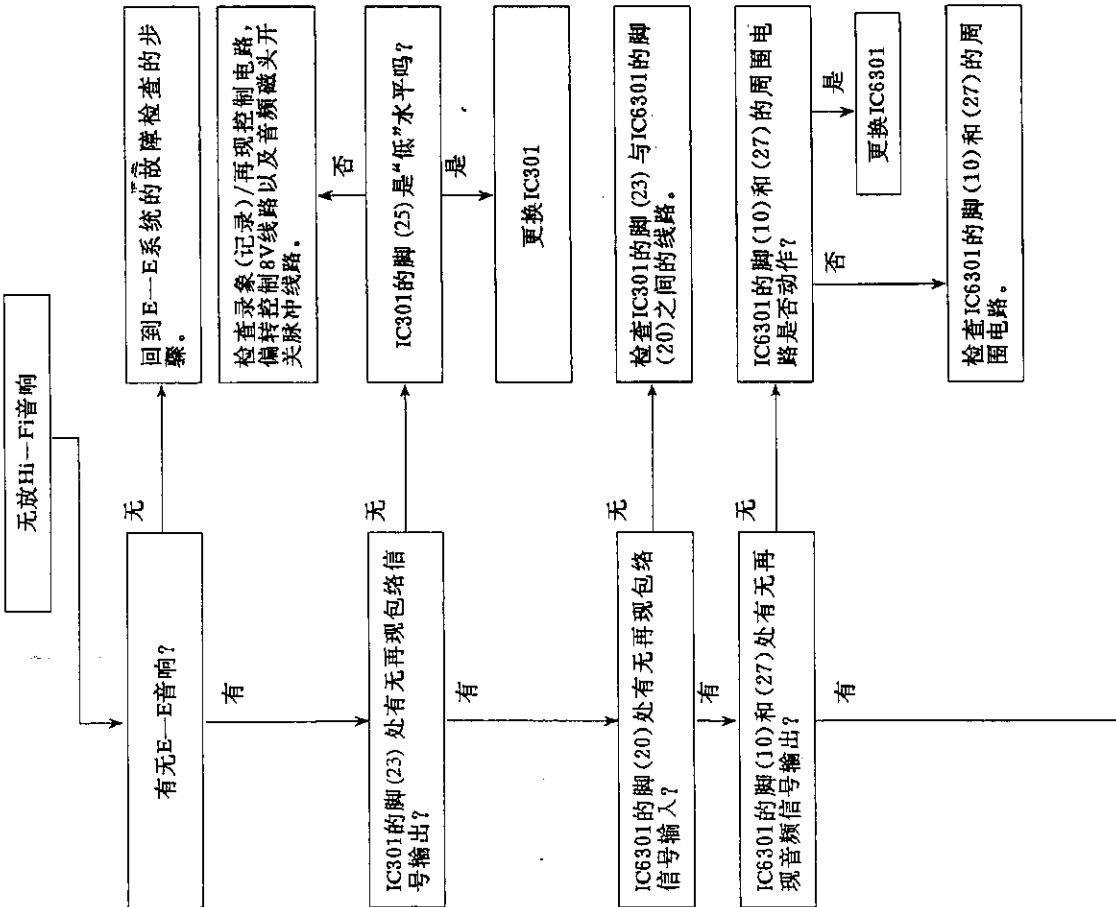 无放Hi—Fi音响
有无E—E音响?
无
回到E—E系统的故障检查的步
骤。
有
IC301的脚(23)处有无再现包络信
号输出?
无
IC301的脚(25)是“低”水平吗?
否
检查录象(记录)/再现控制电路,
偏转控制8V线路以及音频磁头开
关脉冲线路。
是
更换IC301
有
IC6301的脚(20)处有无再现包络
信号输入?
无
检查IC301的脚(23)与IC6301的脚
(20)之间的线路。
有
IC6301的脚(10)和(27)处有无再
现音频信号输出?
无
IC6301的脚(10)和(27)的周围电
路是否动作?
是
更换IC6301
否
检查IC6301的脚(10)和(27)的周
围电路。
有